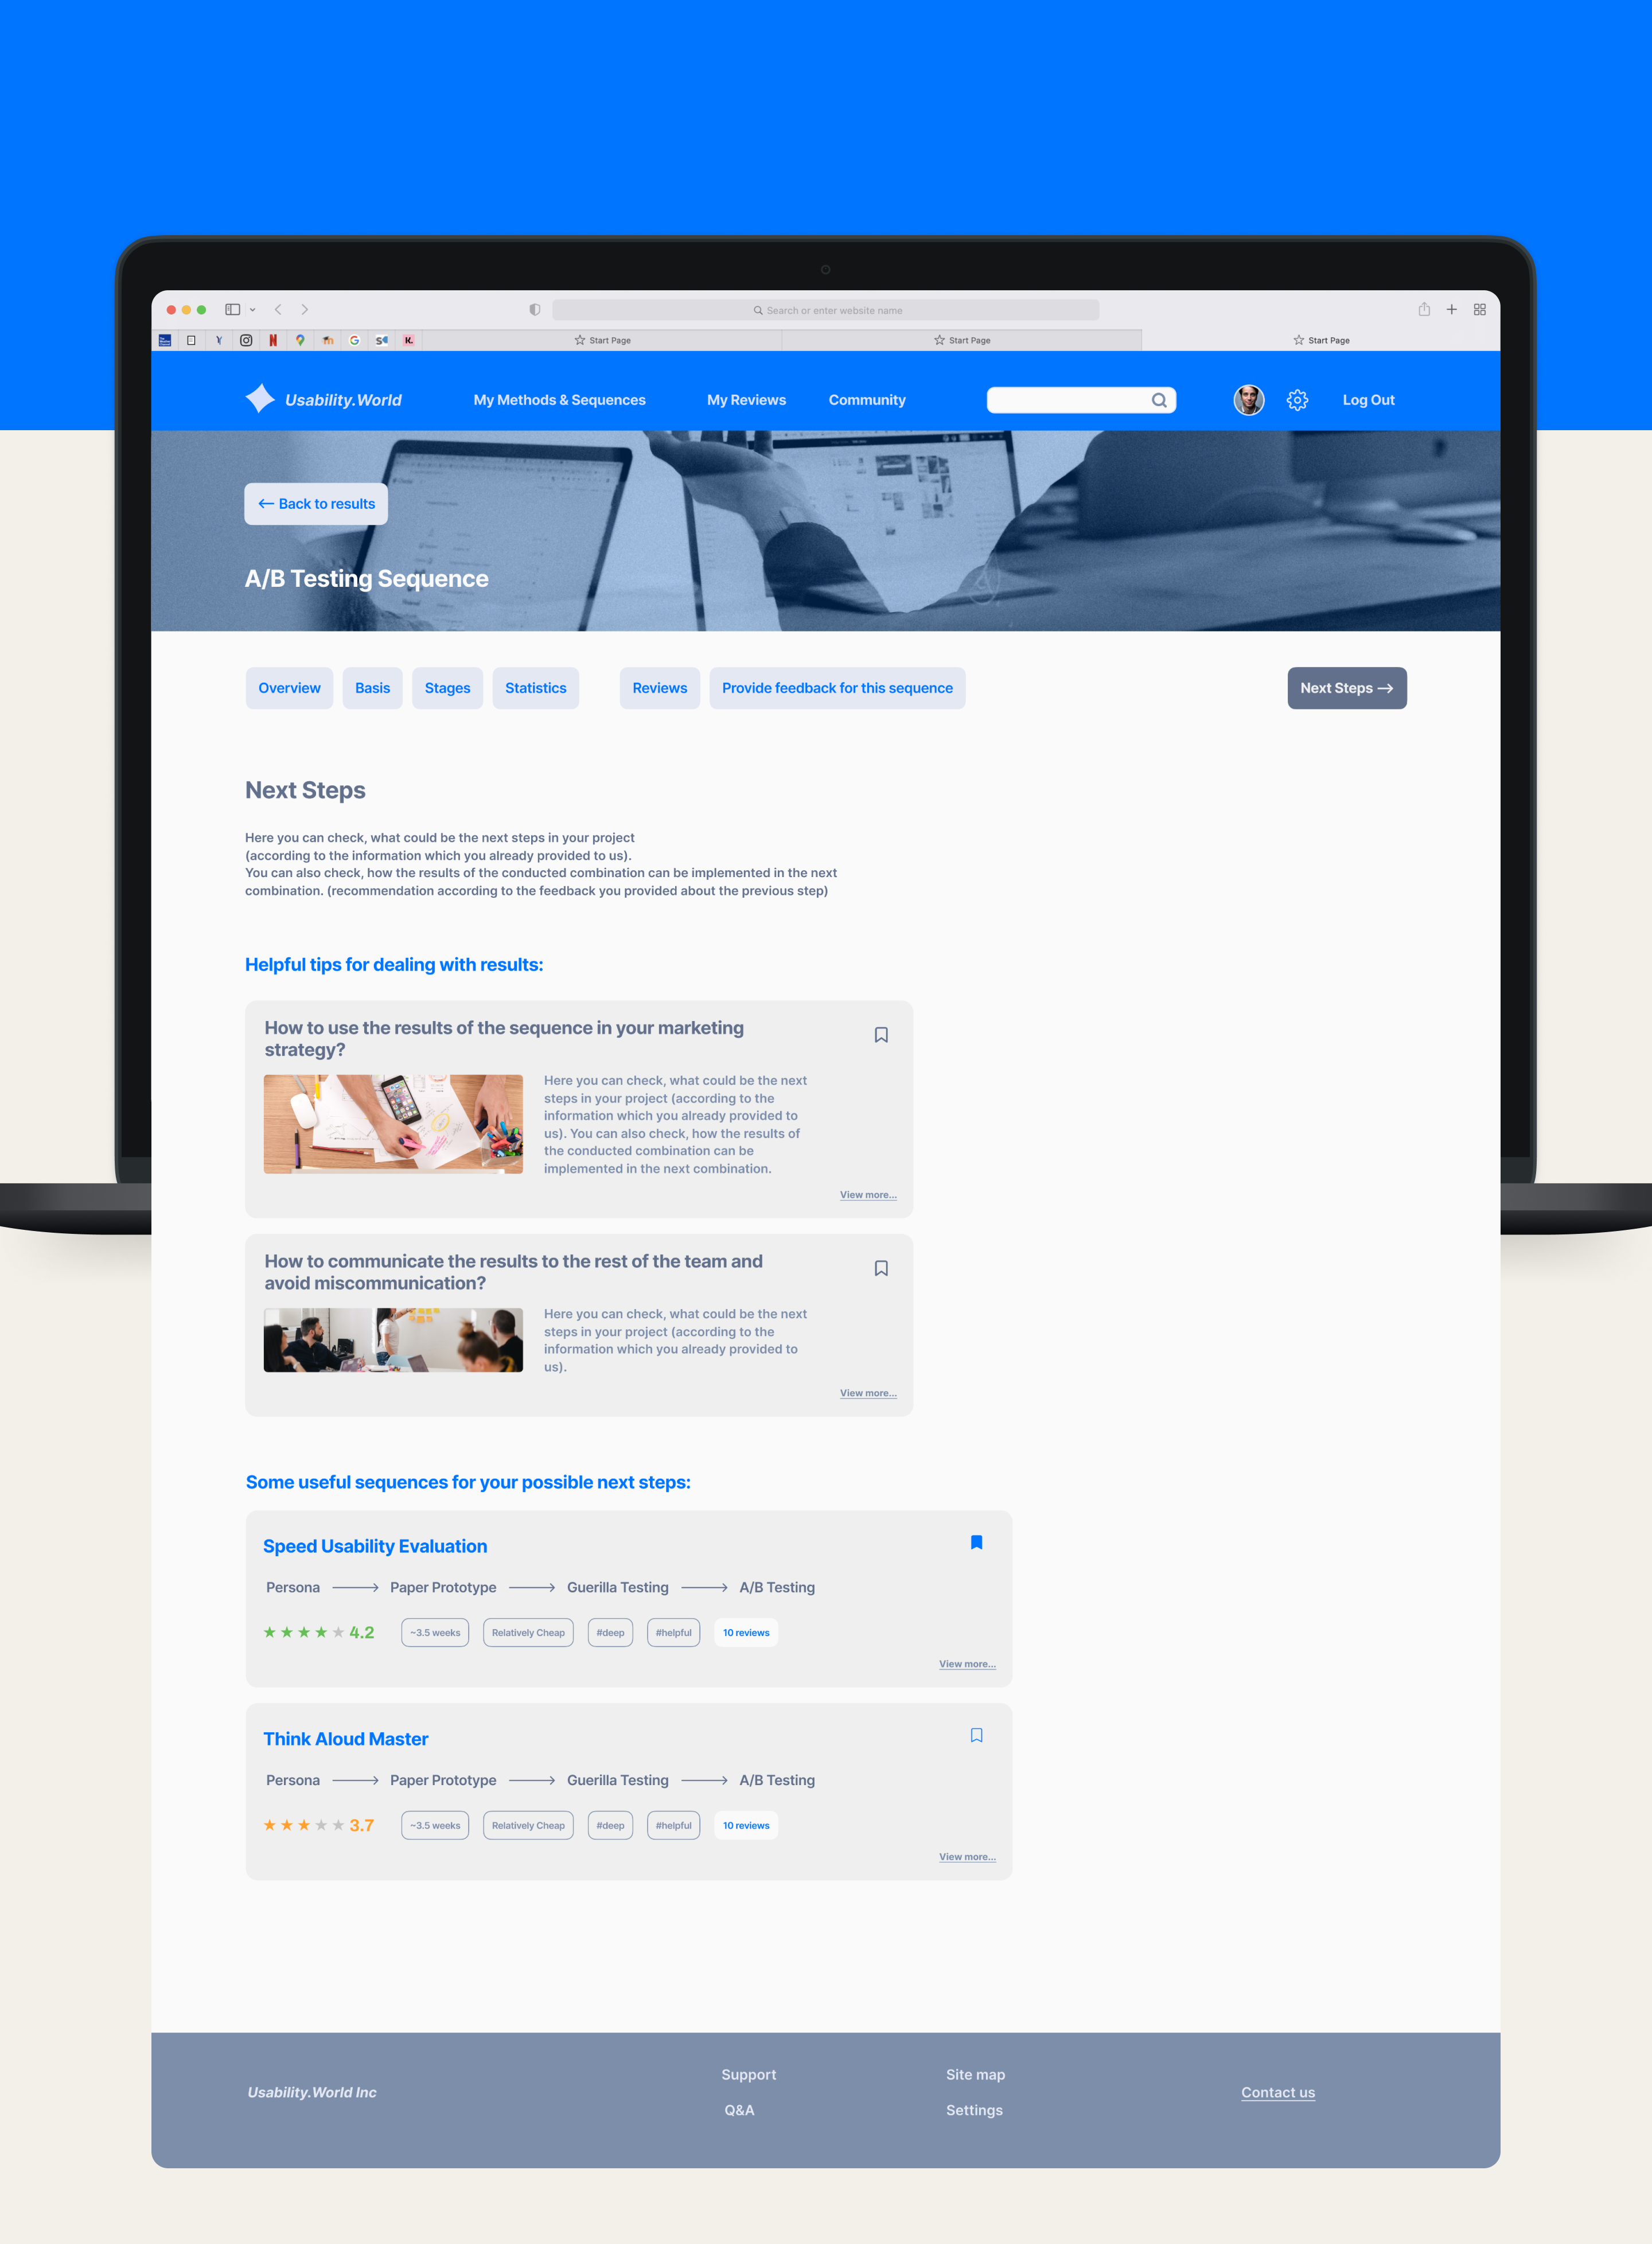 Search or enter website name
Start Page
Start Page
Start Page
Usability.World
My Methods & Sequences
My Reviews
Community
Log Out
← Back to results
A/B Testing Sequence
Overview
Basis
Stages
Statistics
Reviews
Provide feedback for this sequence
Next Steps →
Next Steps
Here you can check, what could be the next steps in your project
(according to the information which you already provided to us).
You can also check, how the results of the conducted combination can be implemented in the next
combination. (recommendation according to the feedback you provided about the previous step)
Helpful tips for dealing with results:
How to use the results of the sequence in your marketing
strategy?
Here you can check, what could be the next
steps in your project (according to the
information which you already provided to
us). You can also check, how the results of
the conducted combination can be
implemented in the next combination.
View more...
How to communicate the results to the rest of the team and
avoid miscommunication?
Here you can check, what could be the next
steps in your project (according to the
information which you already provided to
us).
View more...
Some useful sequences for your possible next steps:
Speed Usability Evaluation
Persona → Paper Prototype → Guerilla Testing → A/B Testing
4.2
~3.5 weeks
Relatively Cheap
#deep
#helpful
10 reviews
View more...
Think Aloud Master
Persona → Paper Prototype → Guerilla Testing → A/B Testing
3.7
~3.5 weeks
Relatively Cheap
#deep
#helpful
10 reviews
View more...
Usability.World Inc
Support
Site map
Contact us
Q&A
Settings